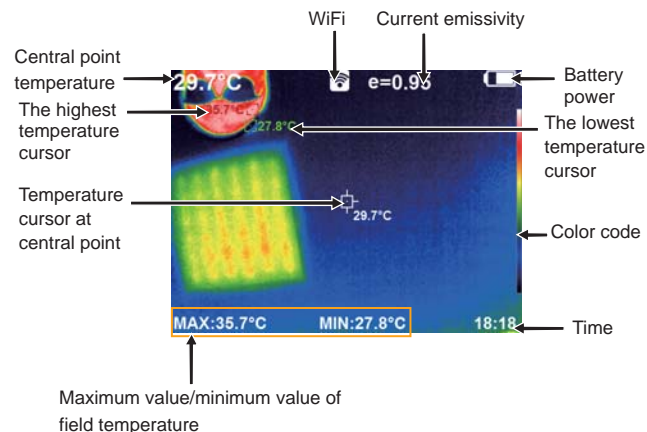 WiFi
Current emissivity
Central point
temperature
29.7°C
e=0.95
Battery
power
The highest
temperature
cursor
35.7°C
27.8°C
The lowest
temperature
cursor
Temperature
cursor at
central point
29.7°C
Color code
MAX:35.7°C
MIN:27.8°C
18:18
Time
Maximum value/minimum value of
field temperature